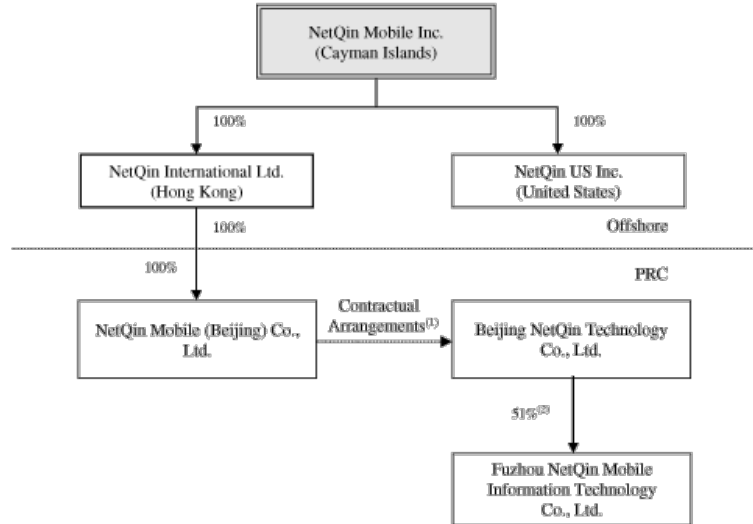 NetQin Mobile Inc.
(Cayman Islands)
100%
100%
NetQin International Ltd.
(Hong Kong)
NetQin US Inc.
(United States)
100%
Offshore
100%
PRC
NetQin Mobile (Beijing) Co.,
Ltd.
Contractual
Arrangements(1)
Beijing NetQin Technology
Co., Ltd.
51%(2)
Fuzhou NetQin Mobile
Information Technology
Co., Ltd.